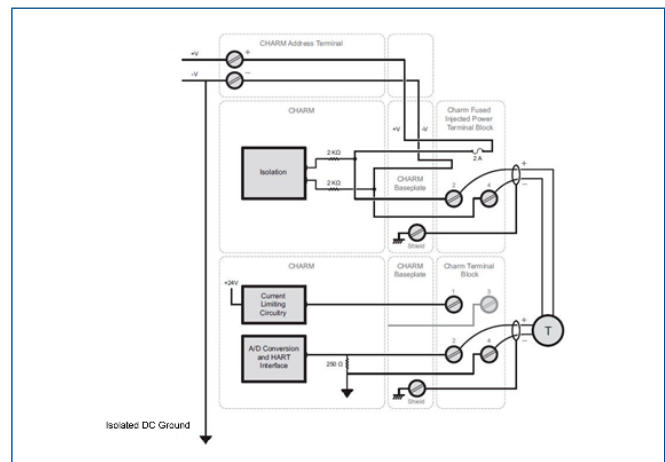 CHARM Address Terminal
+V
+
-V
–
CHARM
Charm Fused
Injected Power
Terminal Block
+V
-V
2 KΩ
2 A
Isolation
2 KΩ
CHARM
Baseplate
+
2
4
–
Shield
CHARM
CHARM
Baseplate
Charm Terminal
Block
+24V
Current
Limiting
Circuitry
1
3
+
T
A/D Conversion
and HART
Interface
250 Ω
2
4
–
Shield
Isolated DC Ground